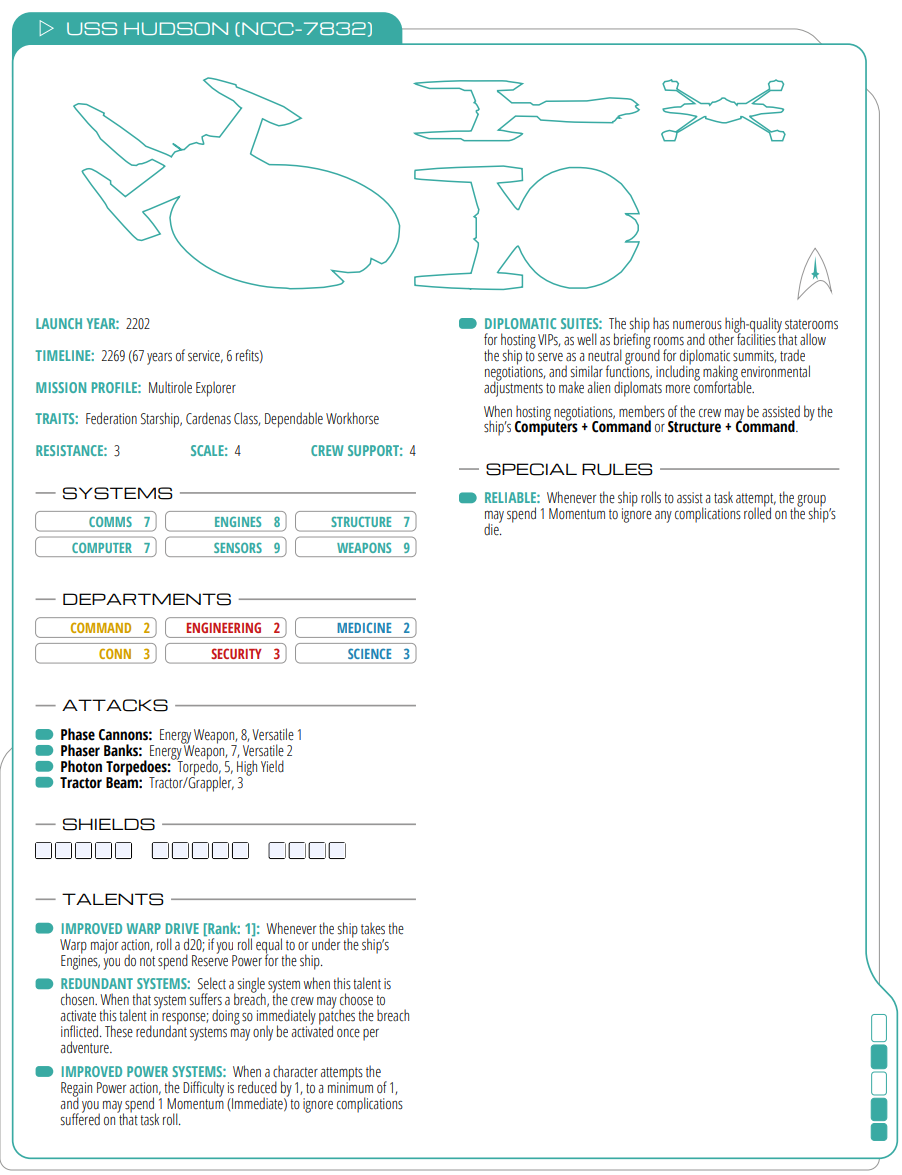 USS HUDSON (NCC-7832)
LAUNCH YEAR: 2202
TIMELINE: 2269 (67 years of service, 6 refits)
MISSION PROFILE: Multirole Explorer
TRAITS: Federation Starship, Cardenas Class, Dependable Workhorse
RESISTANCE: 3 SCALE: 4 CREW SUPPORT: 4
SYSTEMS
COMMS 7 ENGINES 8 STRUCTURE 7
COMPUTER 7 SENSORS 9 WEAPONS 9
DEPARTMENTS
COMMAND 2 ENGINEERING 2 MEDICINE 2
CONN 3 SECURITY 3 SCIENCE 3
ATTACKS
Phase Cannons: Energy Weapon, 8, Versatile 1
Phaser Banks: Energy Weapon, 7, Versatile 2
Photon Torpedoes: Torpedo, 5, High Yield
Tractor Beam: Tractor/Grappler, 3
SHIELDS
TALENTS
IMPROVED WARP DRIVE [Rank: 1]: Whenever the ship takes the
Warp major action, roll a d20; if you roll equal to or under the ship's
Engines, you do not spend Reserve Power for the ship.
REDUNDANT SYSTEMS: Select a single system when this talent is
chosen. When that system suffers a breach, the crew may choose to
activate this talent in response; doing so immediately patches the breach
inflicted. These redundant systems may only be activated once per
adventure.
IMPROVED POWER SYSTEMS: When a character attempts the
Regain Power action, the Difficulty is reduced by 1, to a minimum of 1,
and you may spend 1 Momentum (Immediate) to ignore complications
suffered on that task roll.
DIPLOMATIC SUITES: The ship has numerous high-quality staterooms
for hosting VIPs, as well as briefing rooms and other facilities that allow
the ship to serve as a neutral ground for diplomatic summits, trade
negotiations, and similar functions, including making environmental
adjustments to make alien diplomats more comfortable.
When hosting negotiations, members of the crew may be assisted by the
ship's Computers + Command or Structure + Command.
SPECIAL RULES
RELIABLE: Whenever the ship rolls to assist a task attempt, the group
may spend 1 Momentum to ignore any complications rolled on the ship's
die.